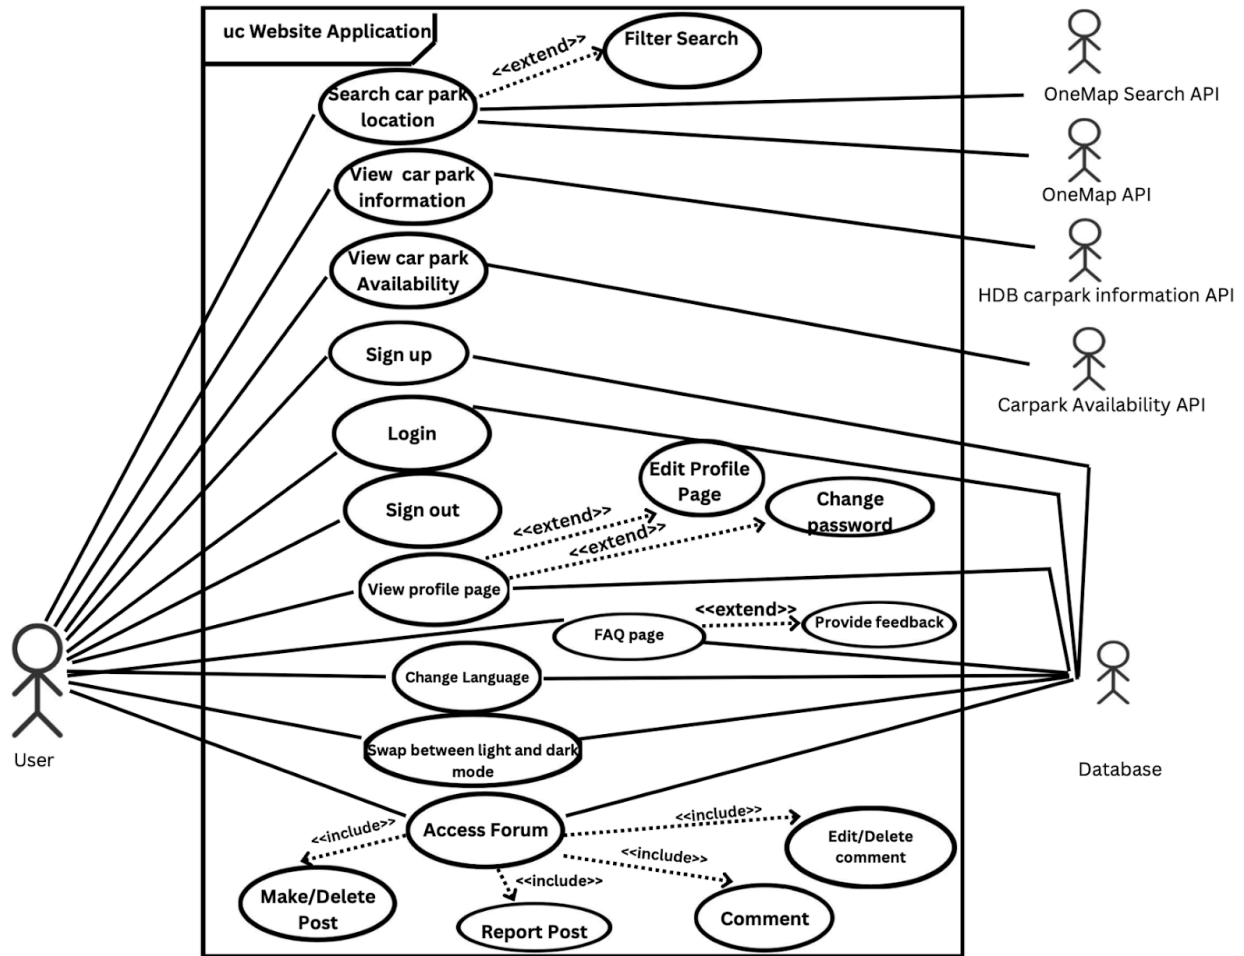 uc Website Application
<<extend>>
Filter Search
Search car park
location
OneMap Search API
View car park
information
OneMap API
View car park
Availability
HDB carpark information API
Sign up
Carpark Availability API
Login
Edit Profile
Page
Sign out
<<extend>>
Change
password
<<extend>>
View profile page
<<extend>>
FAQ page
Provide feedback
Change Language
User
Swap between light and dark
mode
Database
Access Forum
<<include>>
<<include>>
Edit/Delete
comment
<<include>>
<<include>>
Make/Delete
Post
Report Post
Comment